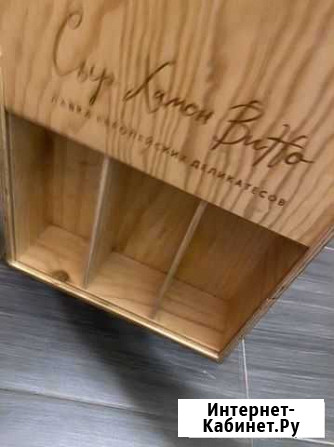 Сыр Хамон Вино
ЛАВКА ЕВРОПЕЙСКИХ ДЕЛИКАТЕСОВ
Интернет-
Кабинет.Ру